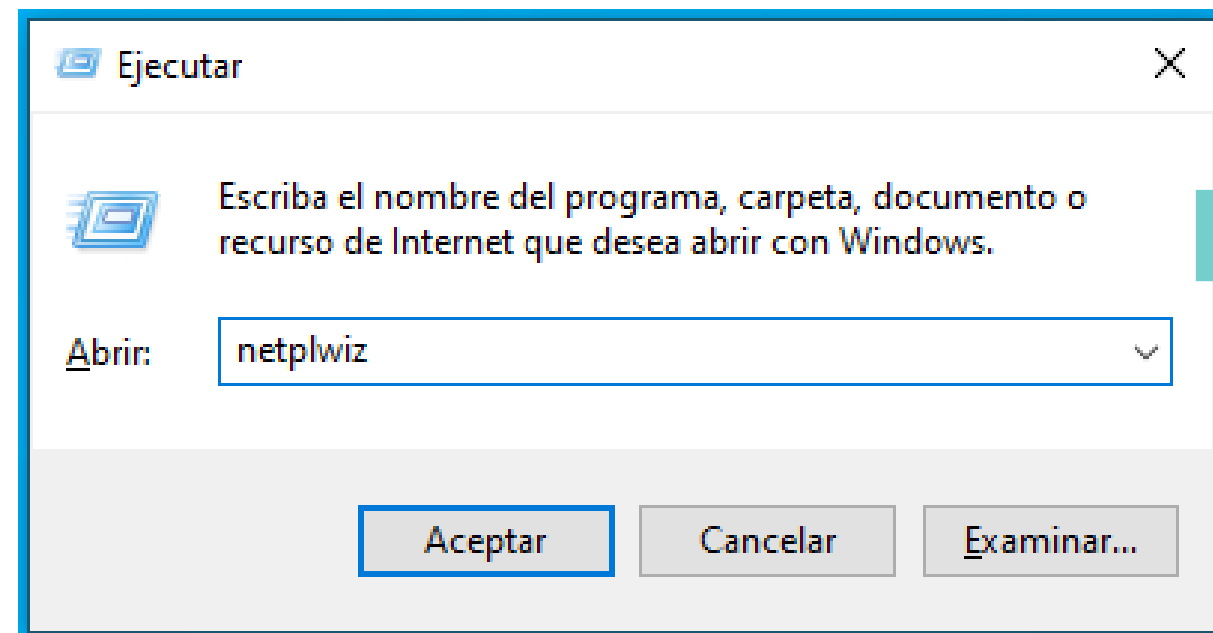 Ejecutar
Escriba el nombre del programa, carpeta, documento o
recurso de Internet que desea abrir con Windows.
Abrir: netplwiz
Aceptar Cancelar Examinar...